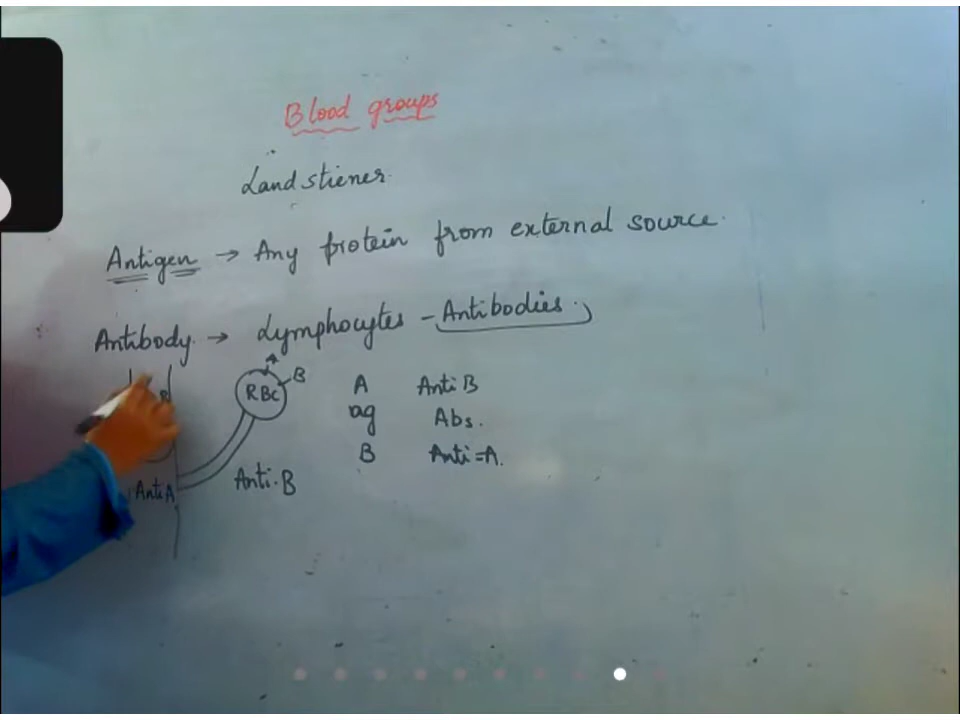 Blood groups
Landstiener
Antigen → Any protein from external source.
Antibody → Lymphocytes - Antibodies.
B
RBC A Anti B
ag Abs.
B Anti=A.
Anti A Anti.B